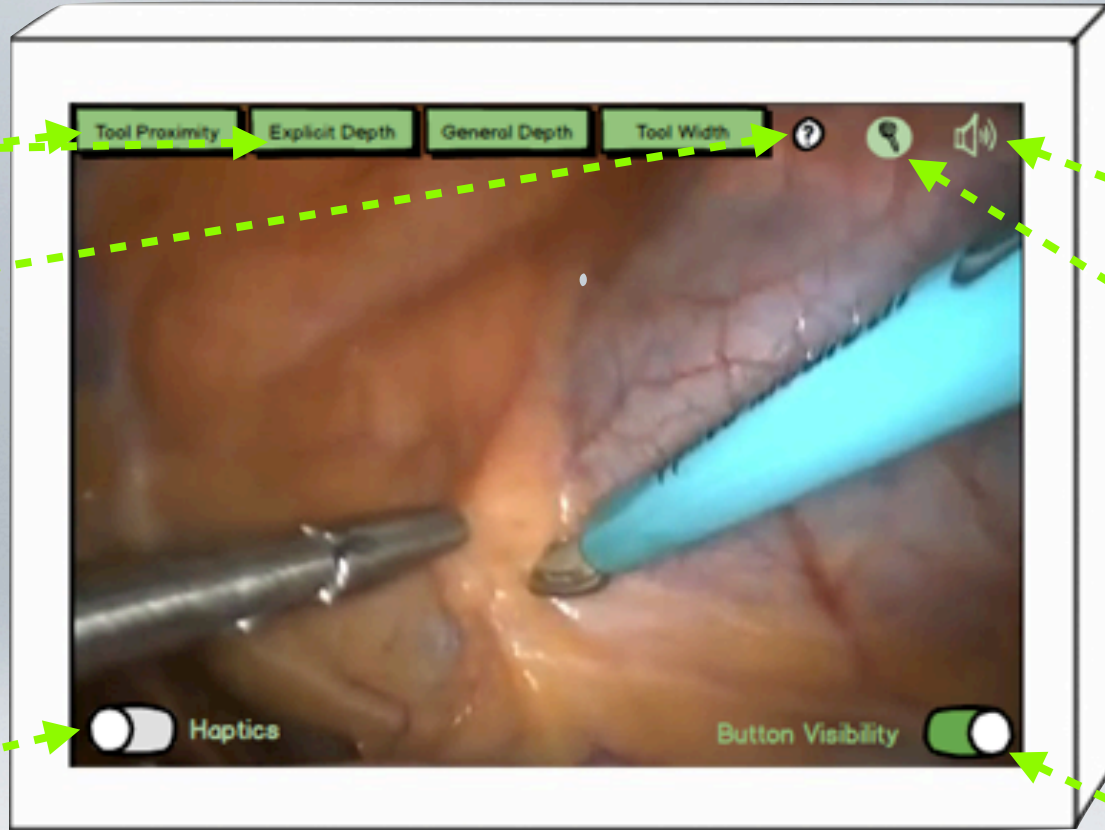 Tool Proximity
Explicit Depth
General Depth
Tool Width
?
Haptics
Button Visibility